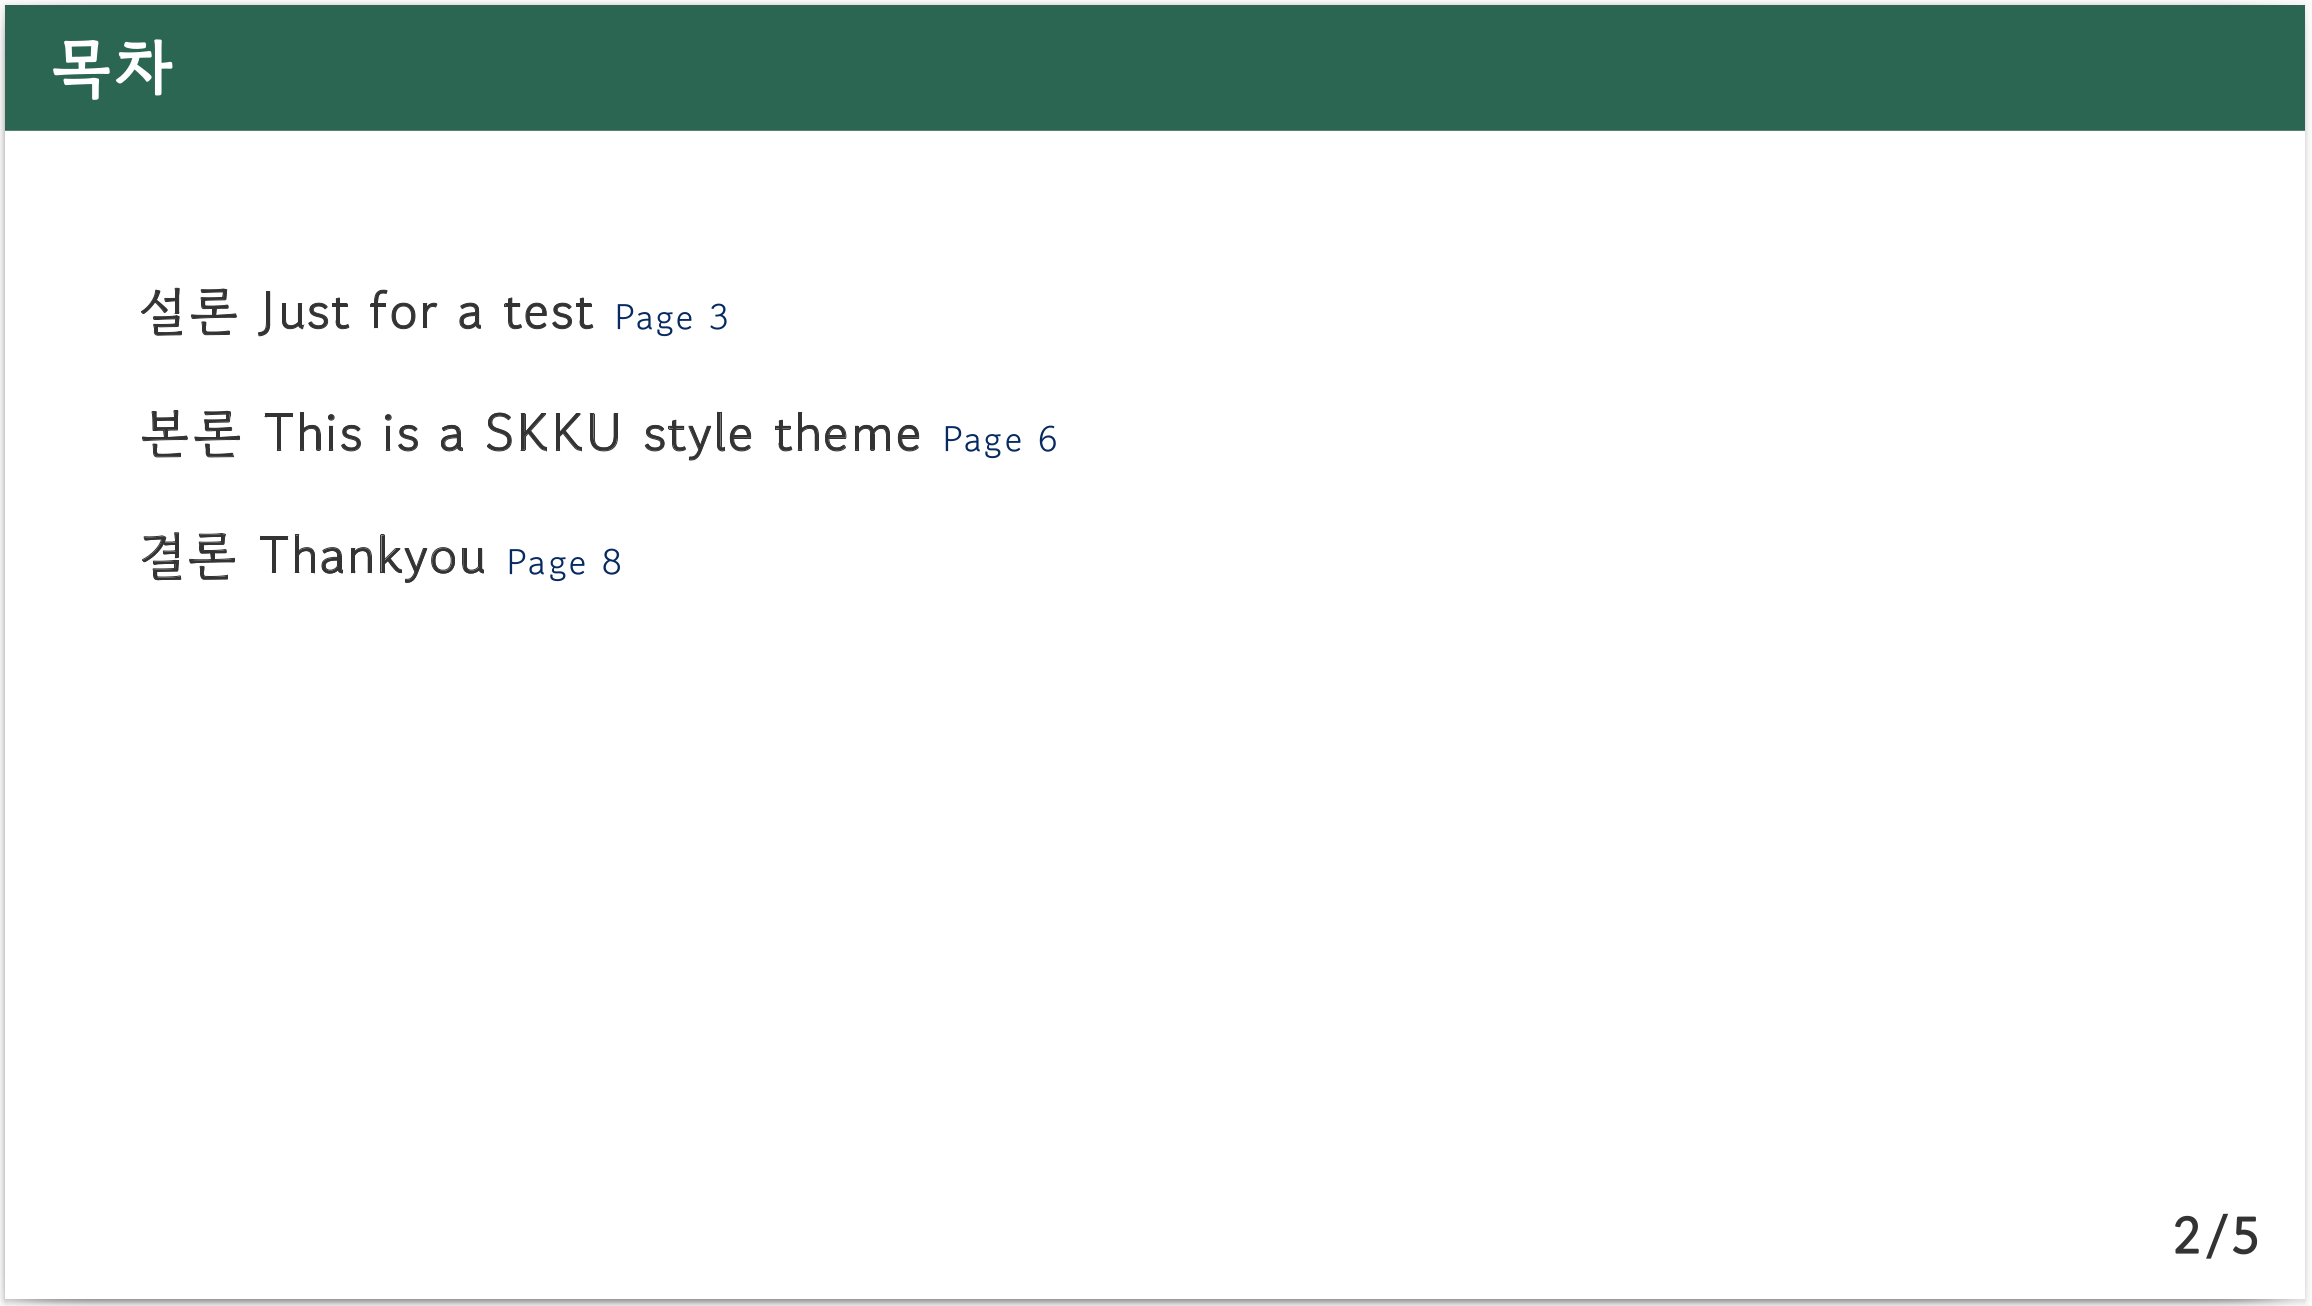 목차
설론 Just for a test Page 3
본론 This is a SKKU style theme Page 6
결론 Thankyou Page 8
2/5